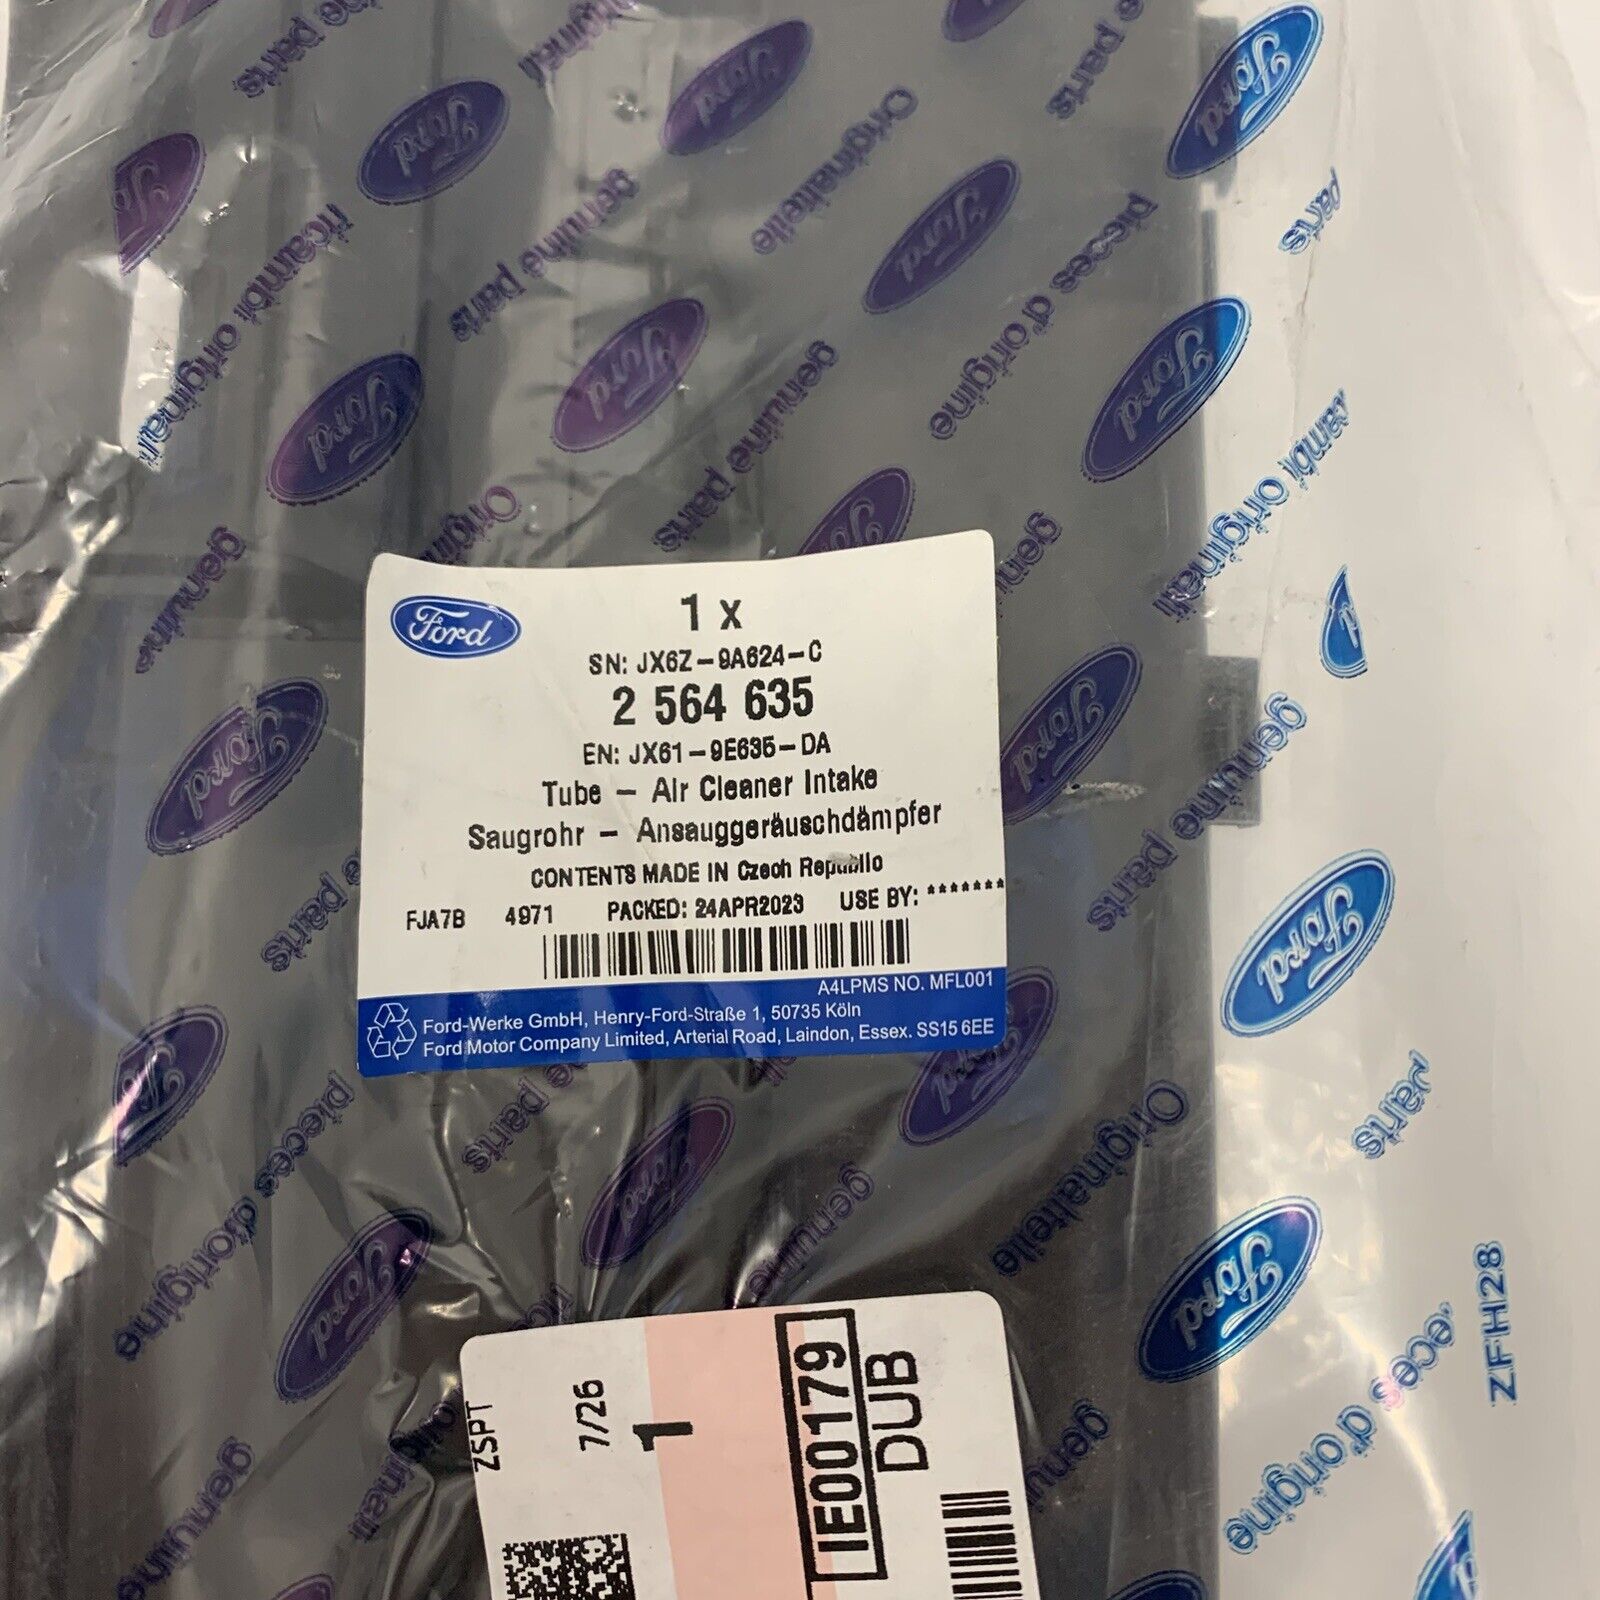 Ford
1 x
SN: JX6Z-9A624-C
2 564 635
EN: JX61-9E635-DA
Tube - Air Cleaner Intake
Saugrohr - Ansauggeräuschdämpfer
CONTENTS MADE IN Czech Republic
FJA7B 4971 PACKED: 24APR2023 USE BY: *******
A4LPMS NO. MFL001
Ford-Werke GmbH, Henry-Ford-Straße 1, 50735 Köln
Ford Motor Company Limited, Arterial Road, Laindon, Essex. SS15 6EE
ZSPT
7/26
1
IE00179
DUB
ZFH28
Ford
genuine parts
Originalteile
pieces d'origine
ricambi originali